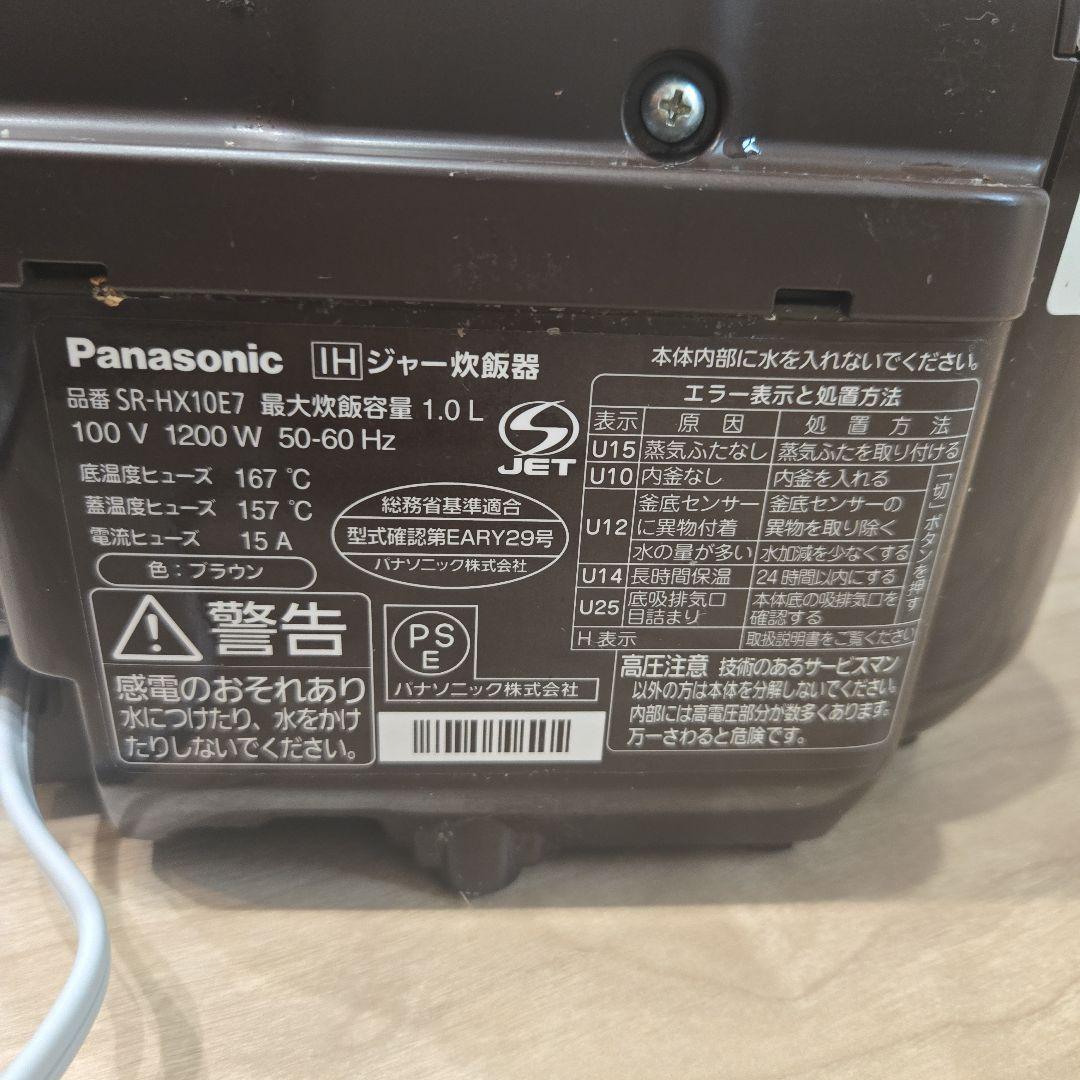 Panasonic IHジャー炊飯器
品番 SR-HX10E7 最大炊飯容量 1.0 L
100 V 1200 W 50-60 Hz
底温度ヒューズ 167 ℃
蓋温度ヒューズ 157 ℃
電流ヒューズ 15 A
色：ブラウン
JET
総務省基準適合
型式確認第EARY29号
パナソニック株式会社
警告
感電のおそれあり
水につけたり、水をかけ
たりしないでください。
PS
E
パナソニック株式会社
本体内部に水を入れないでください。
エラー表示と処置方法
表示 原因 処置方法
U15 蒸気ふたなし 蒸気ふたを取り付ける
U10 内釜なし 内釜を入れる
U12 釜底センサーに異物付着 釜底センサーの異物を取り除く
水の量が多い 水加減を少なくする
U14 長時間保温 24時間以内にする
U25 底吸排気口目詰まり 本体底の吸排気口を確認する
「切」ボタンを押す
H 表示 取扱説明書をご覧ください
高圧注意 技術のあるサービスマン
以外の方は本体を分解しないでください。
内部には高電圧部分が数多くあります。
万一さわると危険です。